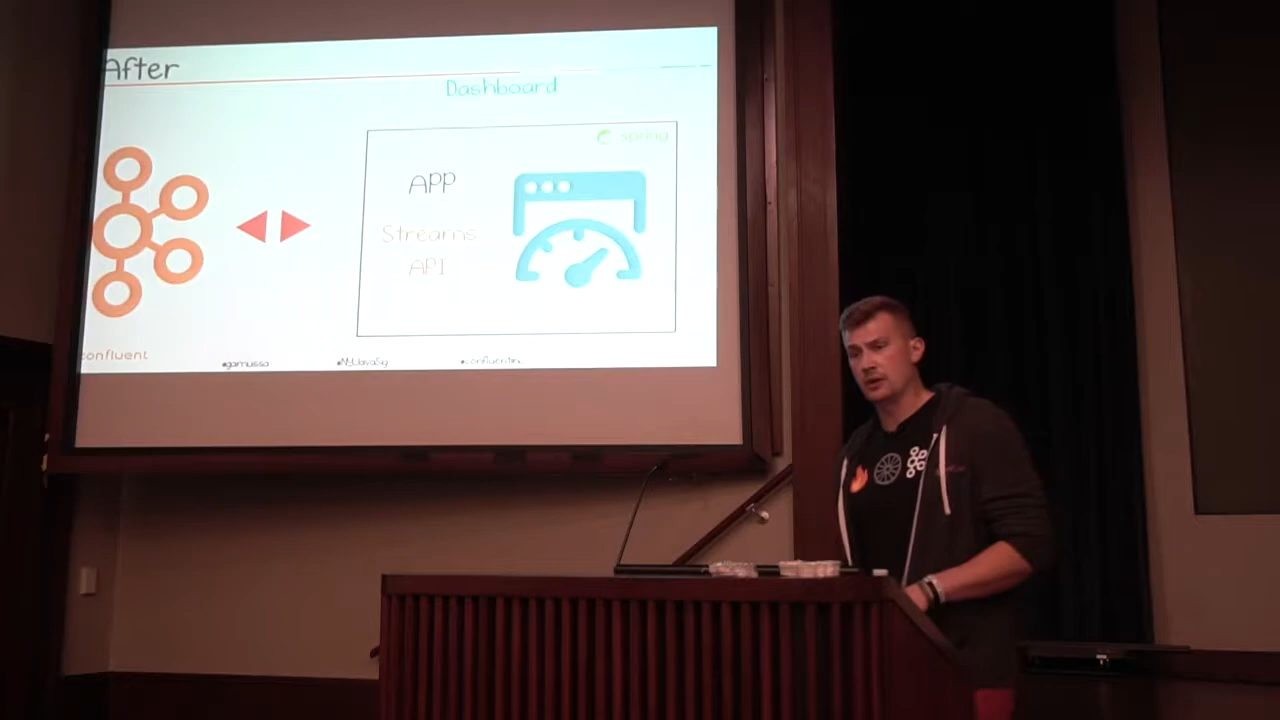 After
Dashboard
spring
App
Streams
API
confluent
@gamussa
@NYJavaSig
@confluentinc